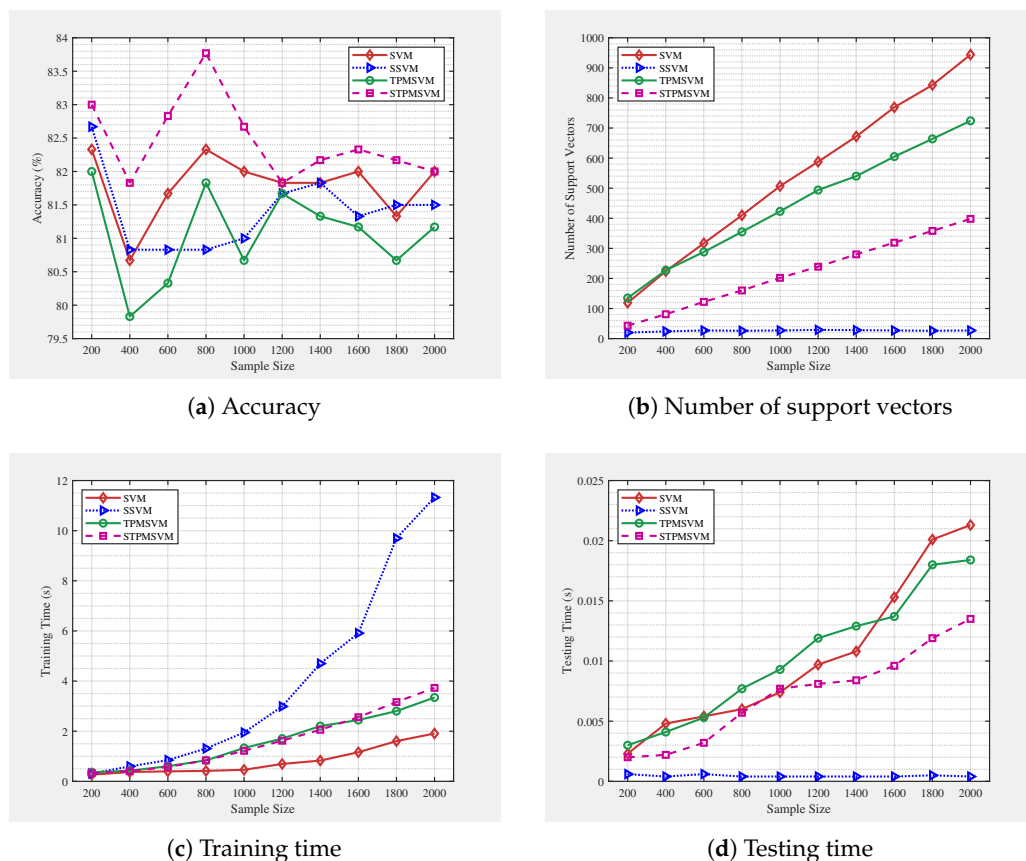 84
83.5
83
82.5
82
81.5
81
80.5
80
79.5
Accuracy (%)
SVM
SSVM
TPMSVM
STPMSVM
200 400 600 800 1000 1200 1400 1600 1800 2000
Sample Size
(a) Accuracy
1000
900
800
700
600
500
400
300
200
100
0
Number of Support Vectors
SVM
SSVM
TPMSVM
STPMSVM
200 400 600 800 1000 1200 1400 1600 1800 2000
Sample Size
(b) Number of support vectors
12
10
8
6
4
2
0
Training Time (s)
SVM
SSVM
TPMSVM
STPMSVM
200 400 600 800 1000 1200 1400 1600 1800 2000
Sample Size
(c) Training time
0.025
0.02
0.015
0.01
0.005
0
Testing Time (s)
SVM
SSVM
TPMSVM
STPMSVM
200 400 600 800 1000 1200 1400 1600 1800 2000
Sample Size
(d) Testing time